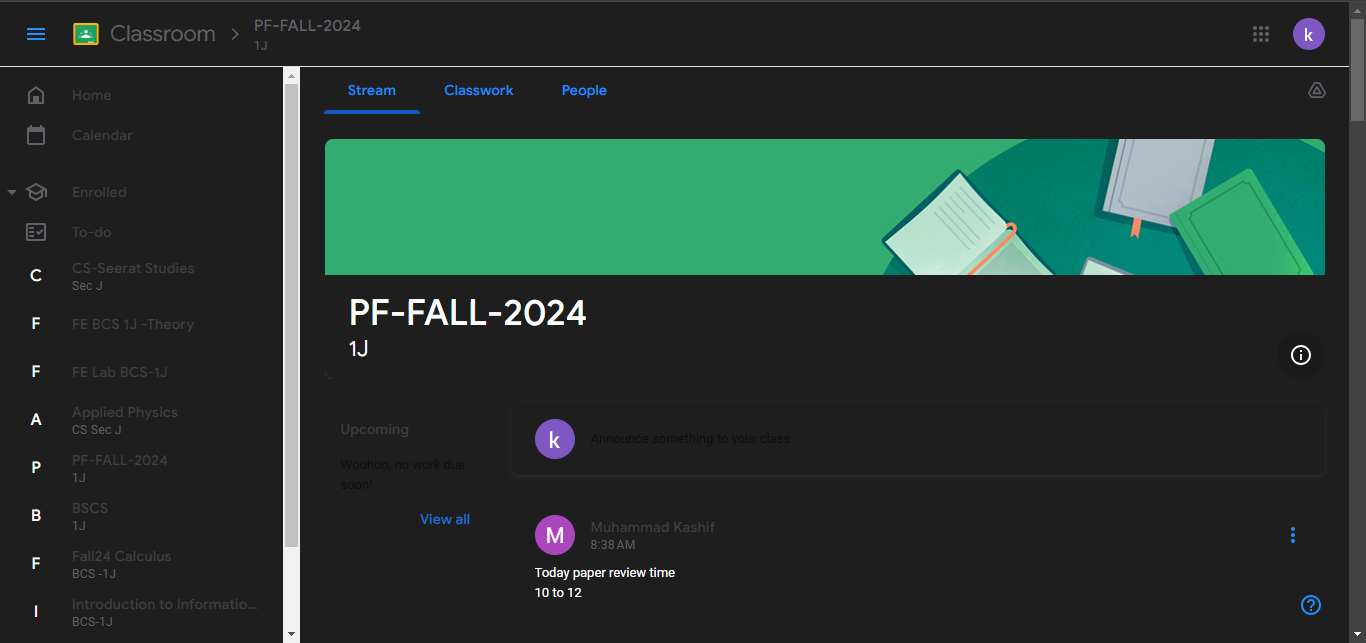 Classroom
PF-FALL-2024
1J
k
Home
Calendar
Enrolled
To-do
C
CS-Seerat Studies
Sec J
F
FE BCS 1J -Theory
F
FE Lab BCS-1J
A
Applied Physics
CS Sec J
P
PF-FALL-2024
1J
B
BSCS
1J
F
Fall24 Calculus
BCS -1J
I
Introduction to Informatio...
BCS-1J
Stream Classwork People
PF-FALL-2024
1J
Upcoming
Woohoo, no work due
soon!
View all
k
Announce something to your class
M
Muhammad Kashif
8:38 AM
Today paper review time
10 to 12